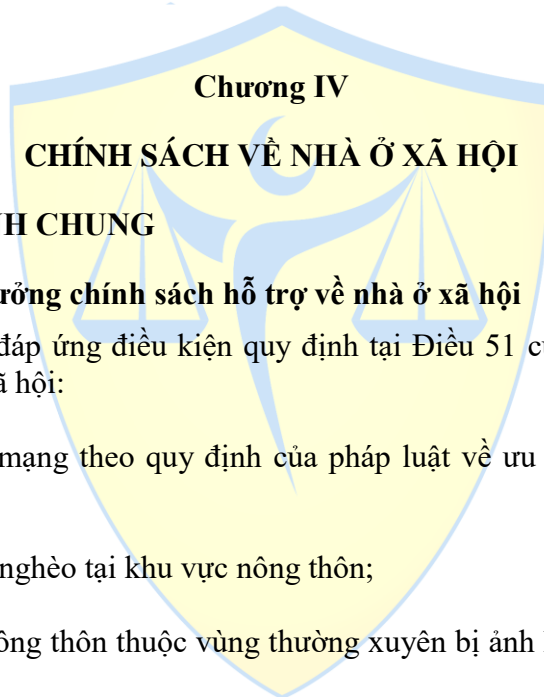 Chương IV
CHÍNH SÁCH VỀ NHÀ Ở XÃ HỘI
NH CHUNG
ưởng chính sách hỗ trợ về nhà ở xã hội
đáp ứng điều kiện quy định tại Điều 51 củ
ã hội:
mạng theo quy định của pháp luật về ưu
nghèo tại khu vực nông thôn;
ông thôn thuộc vùng thường xuyên bị ảnh